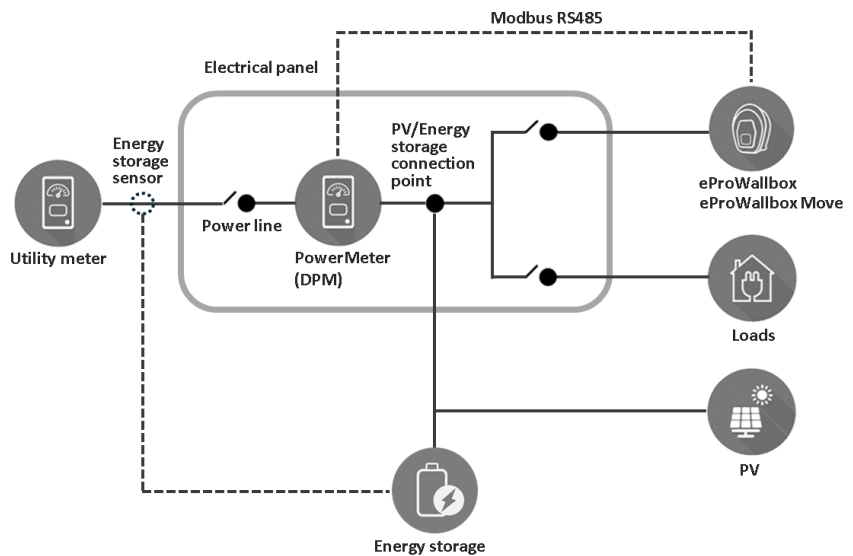 Modbus RS485
Electrical panel
PV/Energy
storage
connection
point
Energy
storage
sensor
eProWallbox
eProWallbox Move
Power line
Utility meter
PowerMeter
(DPM)
Loads
PV
Energy storage